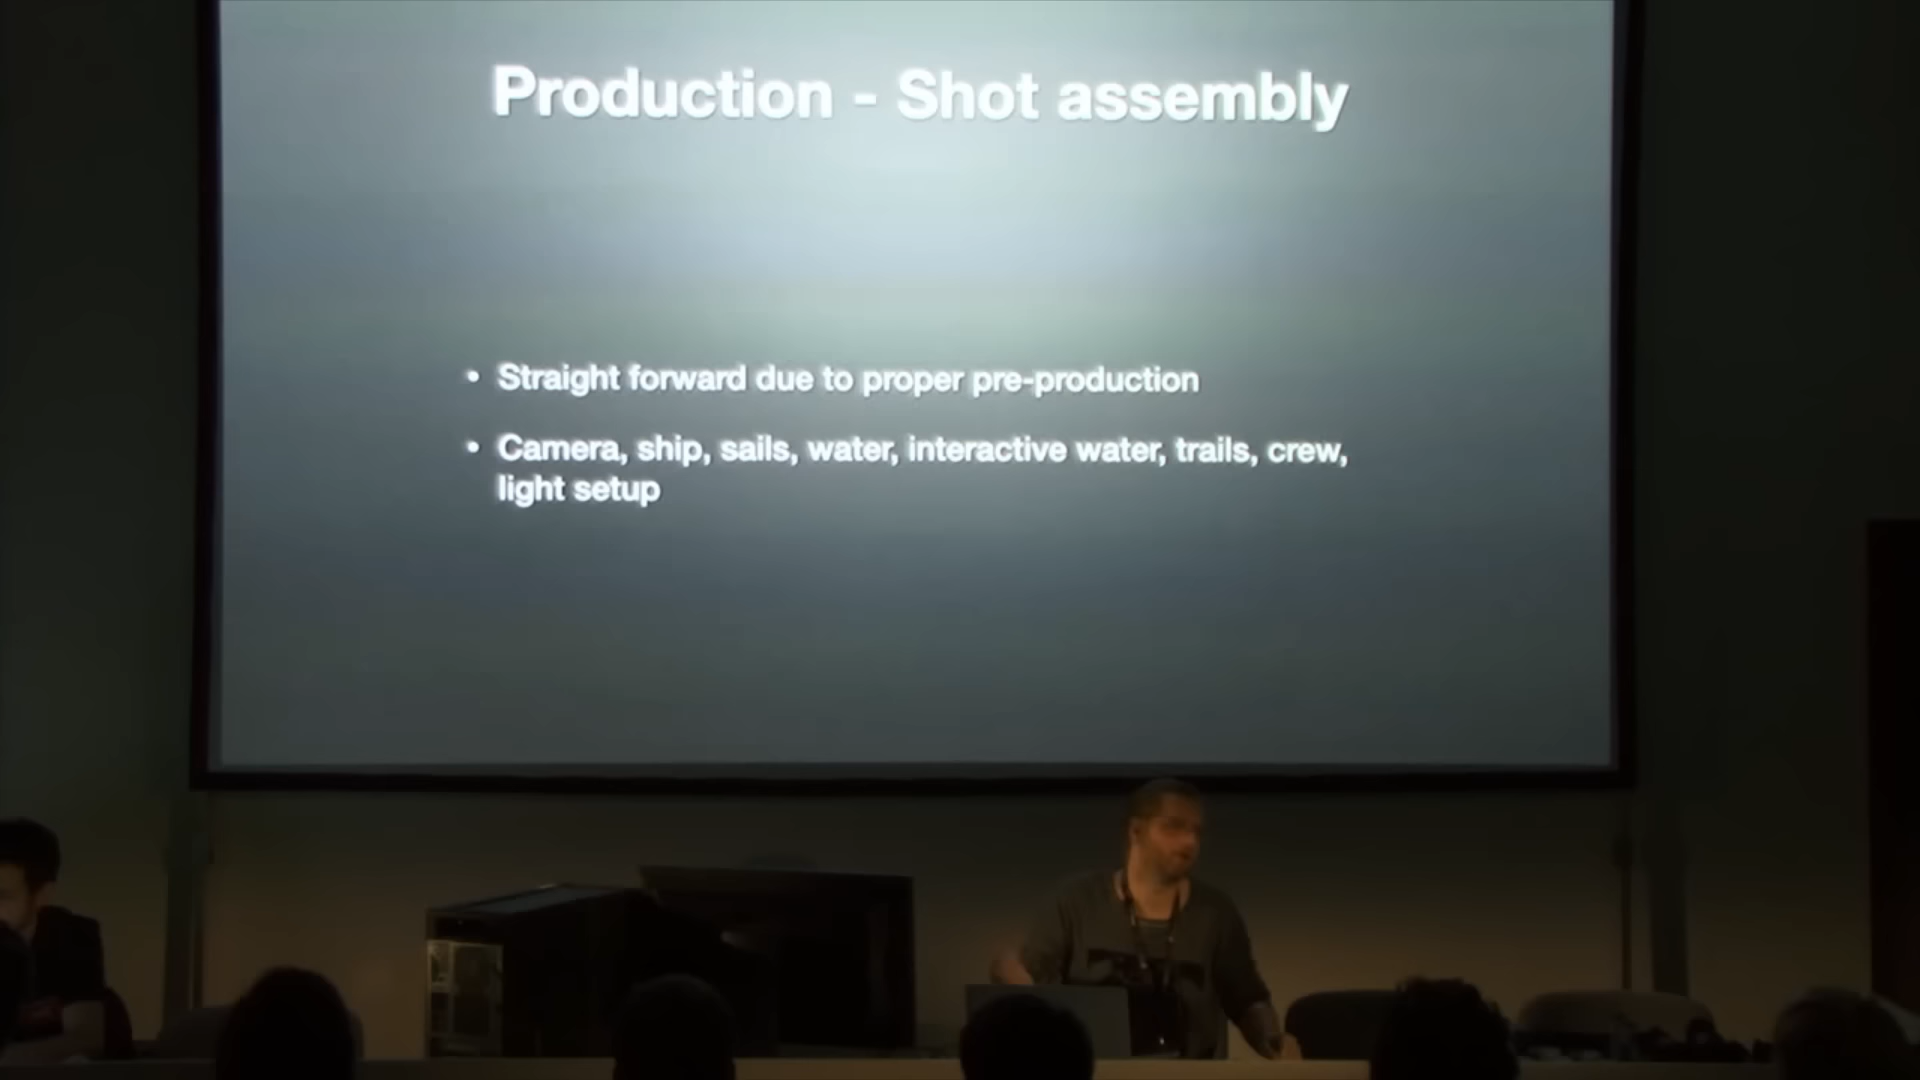 Production - Shot assembly
• Straight forward due to proper pre-production
• Camera, ship, sails, water, interactive water, trails, crew,
light setup